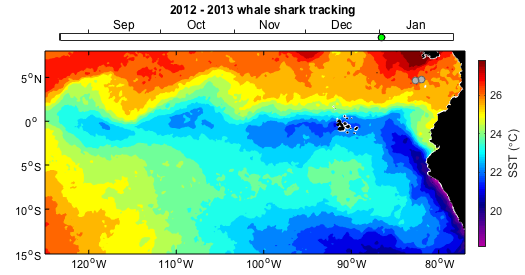 2012 - 2013 whale shark tracking
Sep Oct Nov Dec Jan
5°N
0°
5°S
10°S
15°S
120°W 110°W 100°W 90°W 80°W
26
24
22
20
SST (°C)